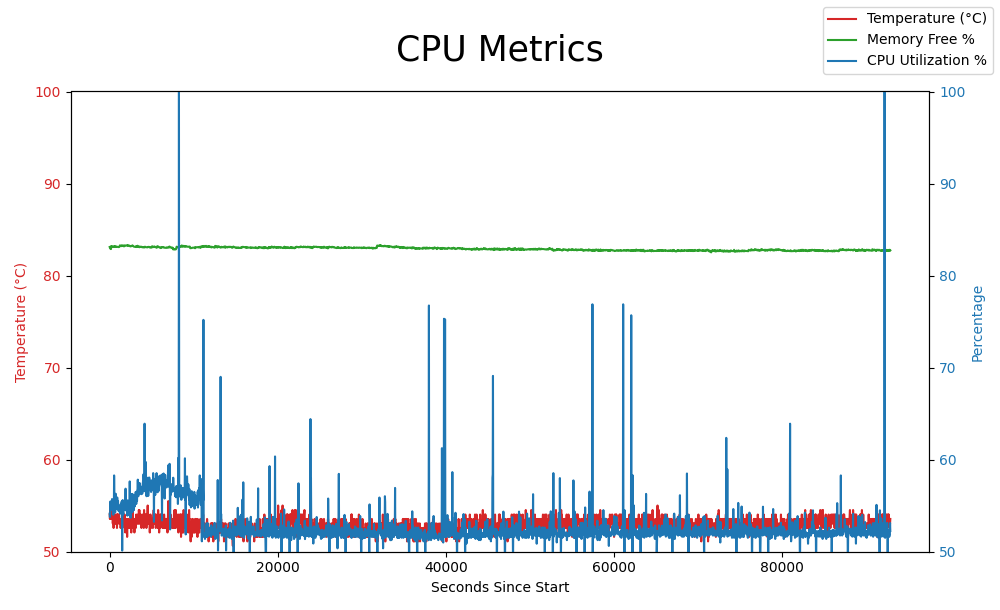 CPU Metrics
Temperature (°C)
Memory Free %
CPU Utilization %
100
90
80
70
60
50
Temperature (°C)
100
90
80
70
60
50
Percentage
0
20000
40000
60000
80000
Seconds Since Start